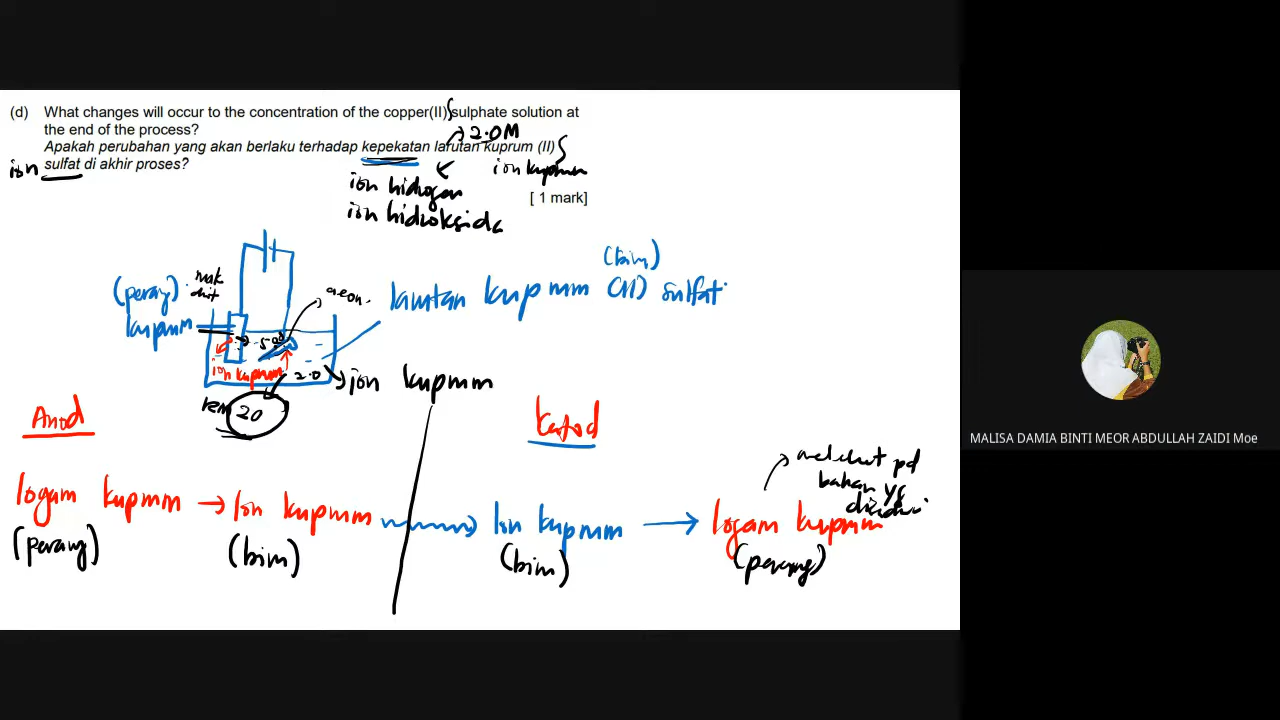 (d) What changes will occur to the concentration of the copper(II) sulphate solution at
the end of the process?
2.0M
Apakah perubahan yang akan berlaku terhadap kepekatan larutan kuprum (II)
ion sulfat di akhir proses?
ion kuprum
ion hidrogen
[ 1 mark]
ion hidroksida
(biru)
(perang)
kuprum
larutan kuprum (II) sulfat
ion kuprum
2.0
ion kuprum
20
Anod
Katod
MALISA DAMIA BINTI MEOR ABDULLAH ZAIDI Moe
melekat pd
bahan yg
logam kuprum → Ion kuprum
Ion kuprum → logam kuprum
(perang)
(biru)
(biru)
(perang)